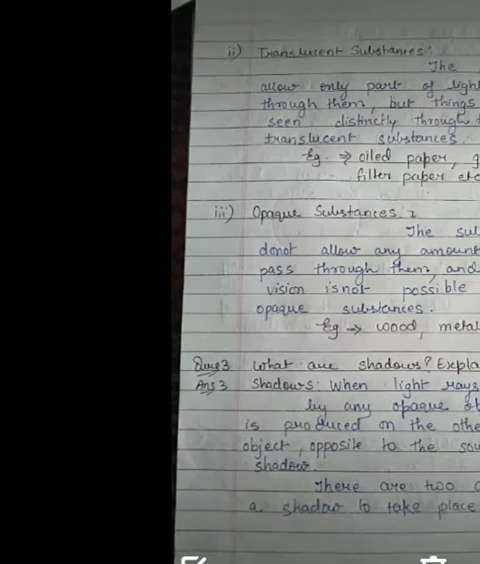 ii) Translucent Substances:
The
allow only part of light
through them, but things
seen distinctly through
translucent substances.
Eg. → oiled paper, g
filter paper etc
iii) Opaque Substances :
The su
donot allow any amount
pass through them, and
vision is not possible
opaque substances.
Eg → wood, metal
Ques3 What are shadows? Expla
Ans3 Shadows: When light rays
by any opaque ob
is produced on the othe
object, opposite to the sou
shadow.
There are two c
a shadow to take place